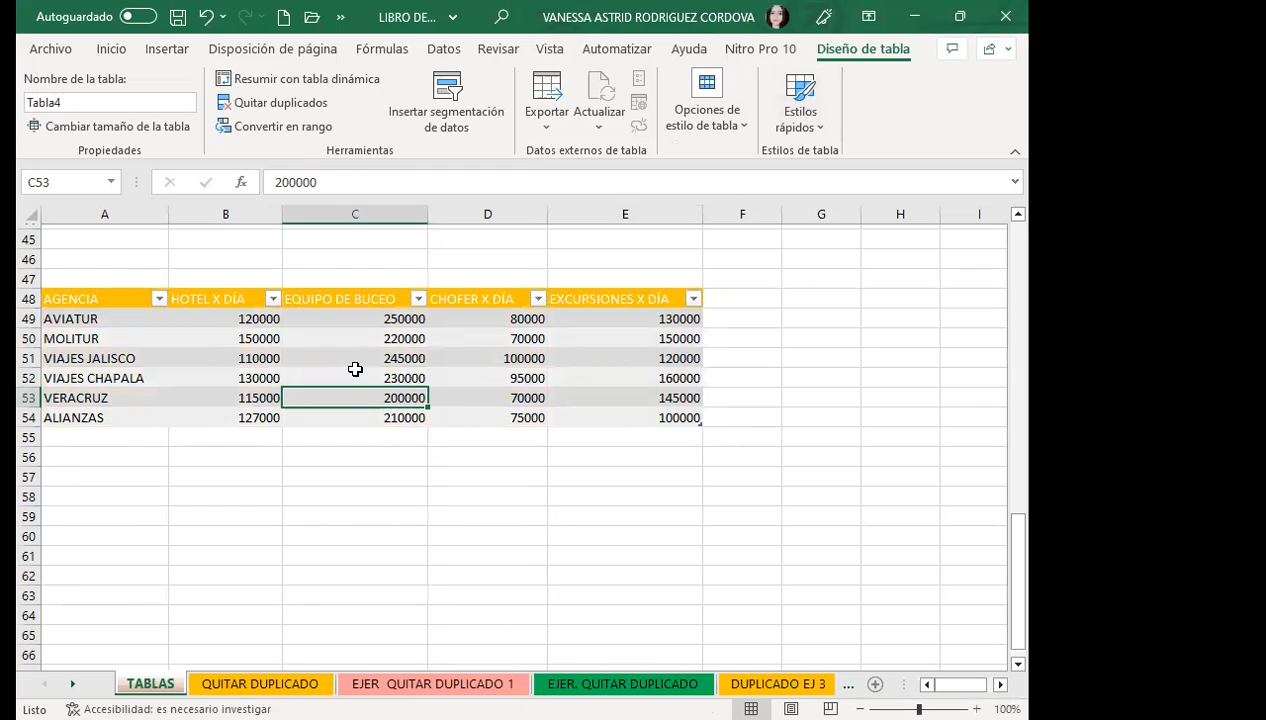 Autoguardado LIBRO DE... VANESSA ASTRID RODRIGUEZ CORDOVA
Archivo Inicio Insertar Disposición de página Fórmulas Datos Revisar Vista Automatizar Ayuda Nitro Pro 10 Diseño de tabla
Nombre de la tabla:
Tabla4
Cambiar tamaño de la tabla
Propiedades
Resumir con tabla dinámica
Quitar duplicados
Convertir en rango
Insertar segmentación
de datos
Herramientas
Exportar Actualizar
Datos externos de tabla
Opciones de
estilo de tabla
Estilos
rápidos
Estilos de tabla
C53 fx 200000
A B C D E F G H I
45
46
47
48 AGENCIA HOTEL X DÍA EQUIPO DE BUCEO CHOFER X DÍA EXCURSIONES X DÍA
49 AVIATUR 120000 250000 80000 130000
50 MOLITUR 150000 220000 70000 150000
51 VIAJES JALISCO 110000 245000 100000 120000
52 VIAJES CHAPALA 130000 230000 95000 160000
53 VERACRUZ 115000 200000 70000 145000
54 ALIANZAS 127000 210000 75000 100000
55
56
57
58
59
60
61
62
63
64
65
66
TABLAS QUITAR DUPLICADO EJER QUITAR DUPLICADO 1 EJER. QUITAR DUPLICADO DUPLICADO EJ 3 ...
Listo Accesibilidad: es necesario investigar 100%